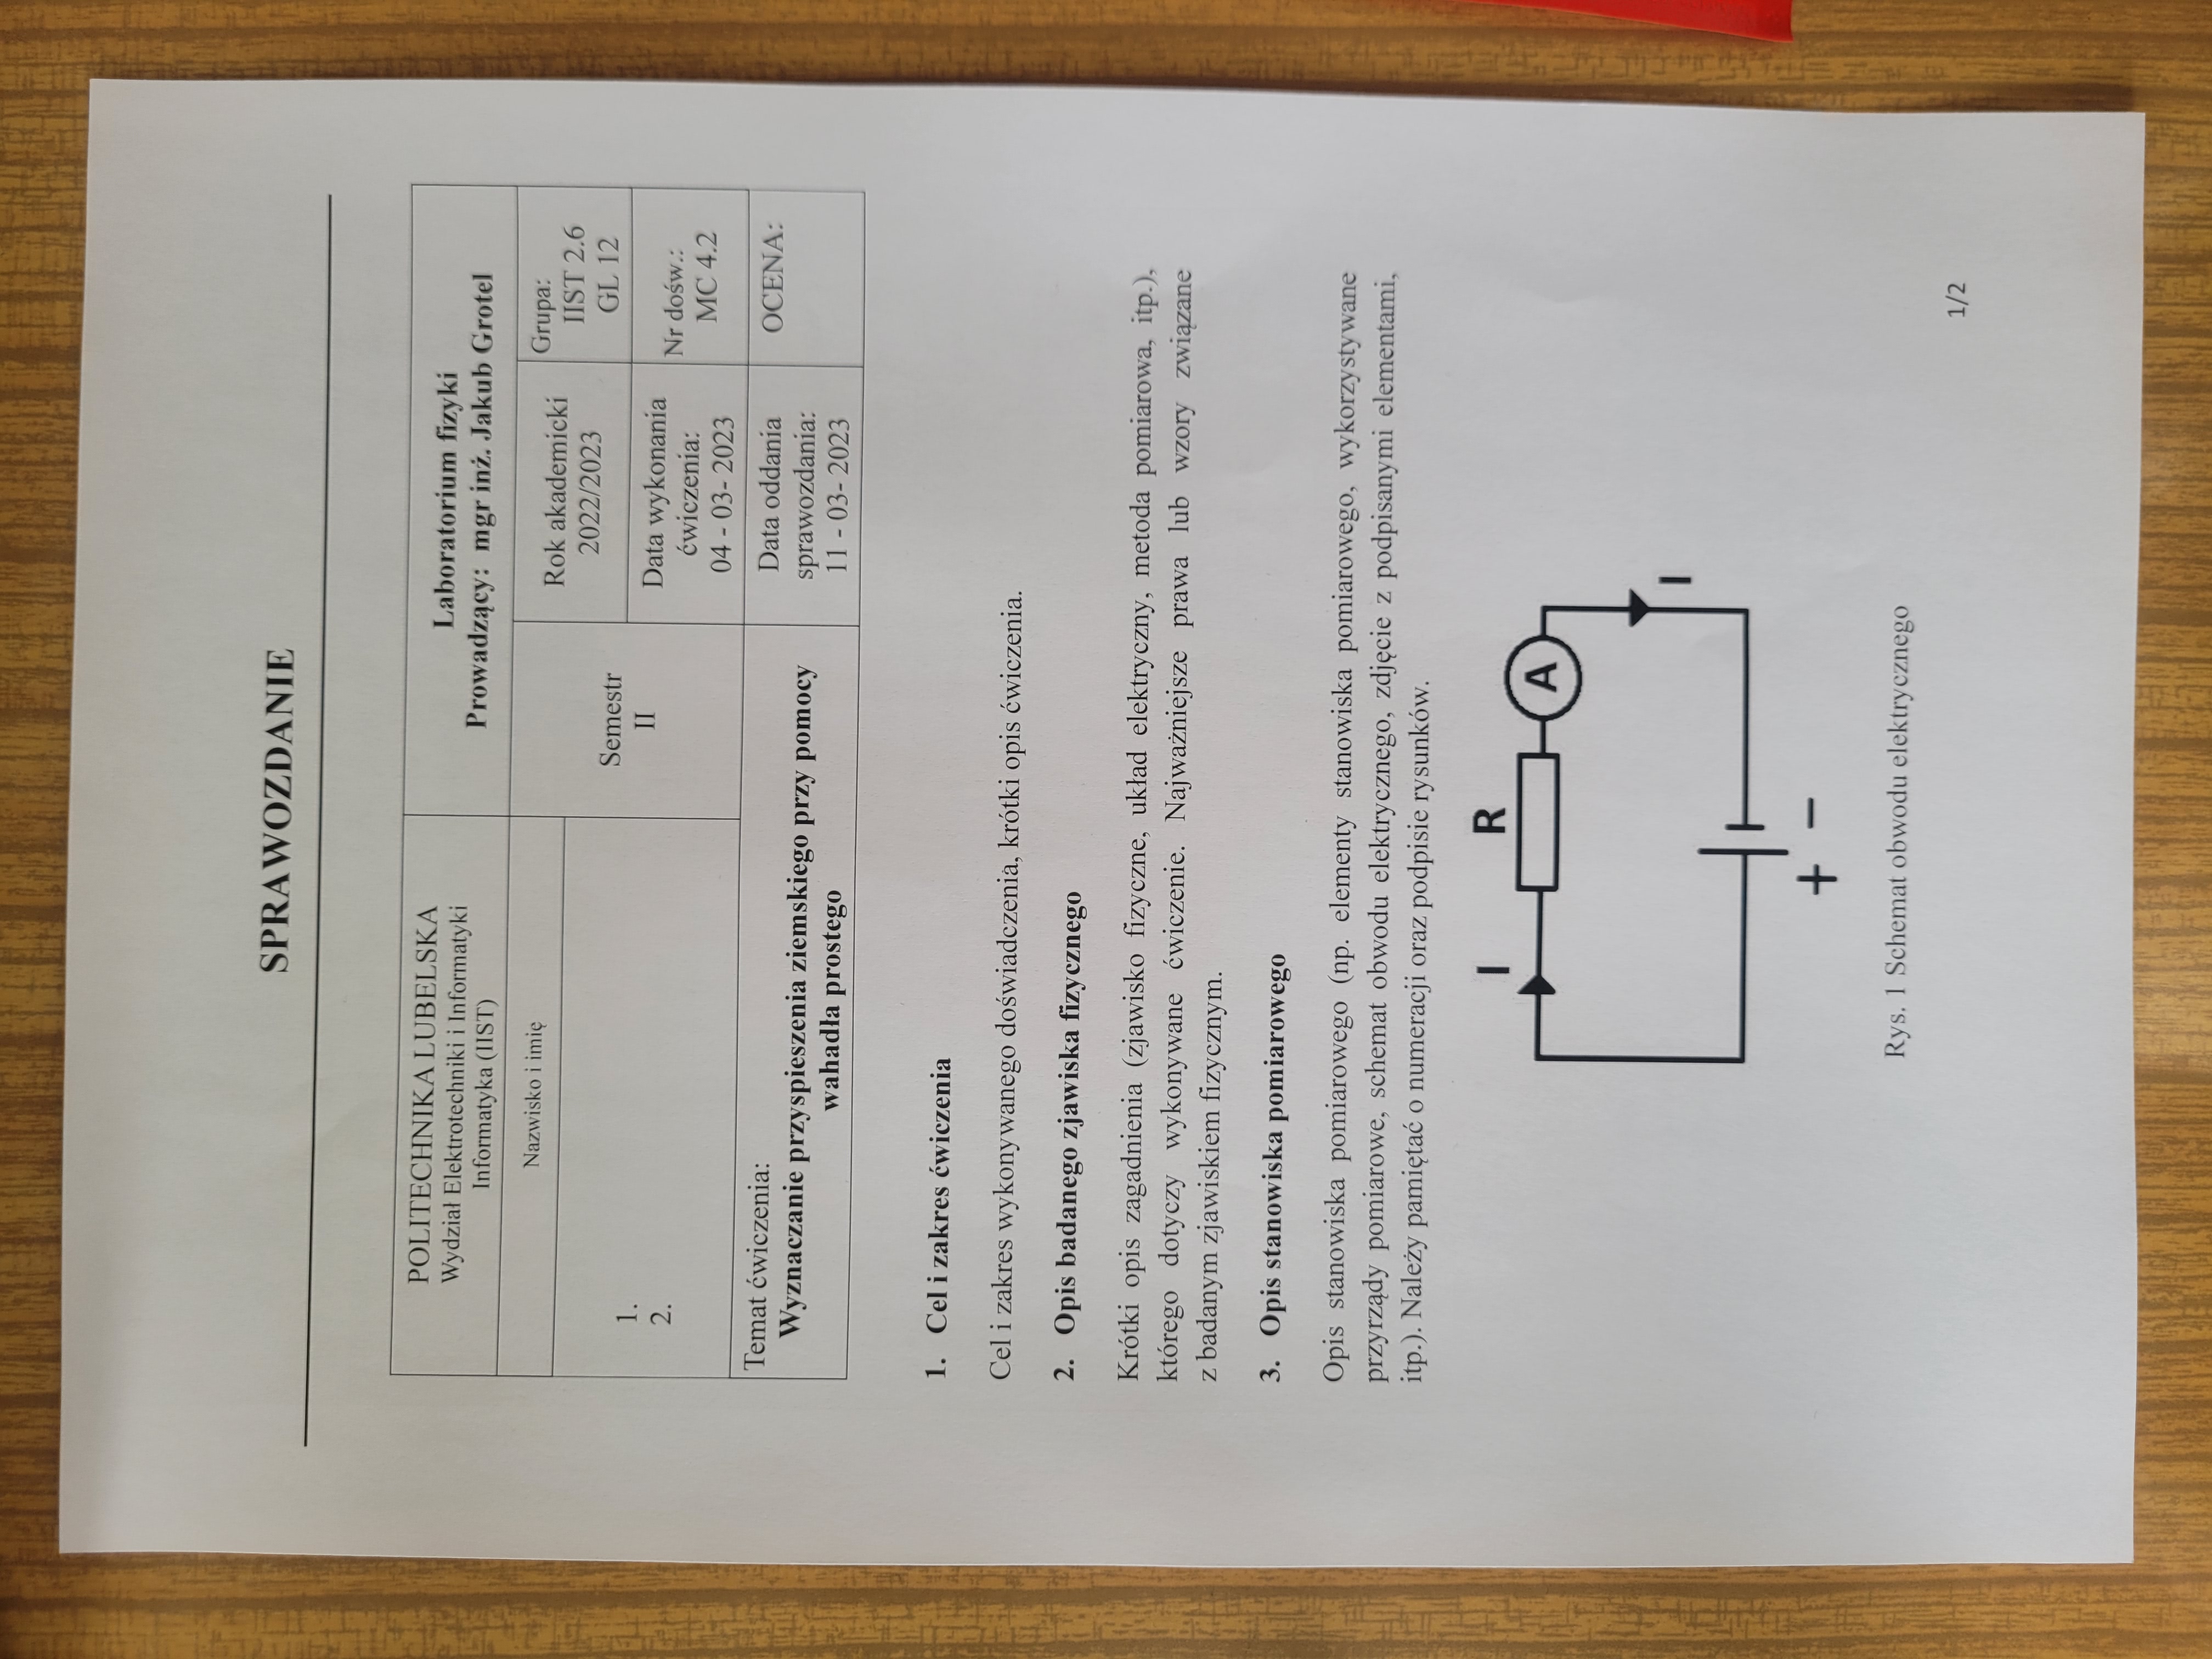 SPRAWOZDANIE
POLITECHNIKA LUBELSKA
Wydział Elektrotechniki i Informatyki
Informatyka (IIST)
Laboratorium fizyki
Prowadzący: mgr inż. Jakub Grotel
Nazwisko i imię
1.
2.
Semestr
II
Rok akademicki
2022/2023
Grupa:
IIST 2.6
GL 12
Data wykonania
ćwiczenia:
04 - 03- 2023
Nr dośw.:
MC 4.2
Temat ćwiczenia:
Wyznaczanie przyspieszenia ziemskiego przy pomocy
wahadła prostego
Data oddania
sprawozdania:
11 - 03- 2023
OCENA:
1. Cel i zakres ćwiczenia
Cel i zakres wykonywanego doświadczenia, krótki opis ćwiczenia.
2. Opis badanego zjawiska fizycznego
Krótki opis zagadnienia (zjawisko fizyczne, układ elektryczny, metoda pomiarowa, itp.),
którego dotyczy wykonywane ćwiczenie. Najważniejsze prawa lub wzory związane
z badanym zjawiskiem fizycznym.
3. Opis stanowiska pomiarowego
Opis stanowiska pomiarowego (np. elementy stanowiska pomiarowego, wykorzystywane
przyrządy pomiarowe, schemat obwodu elektrycznego, zdjęcie z podpisanymi elementami,
itp.). Należy pamiętać o numeracji oraz podpisie rysunków.
I R
A
I
+ −
Rys. 1 Schemat obwodu elektrycznego
1/2